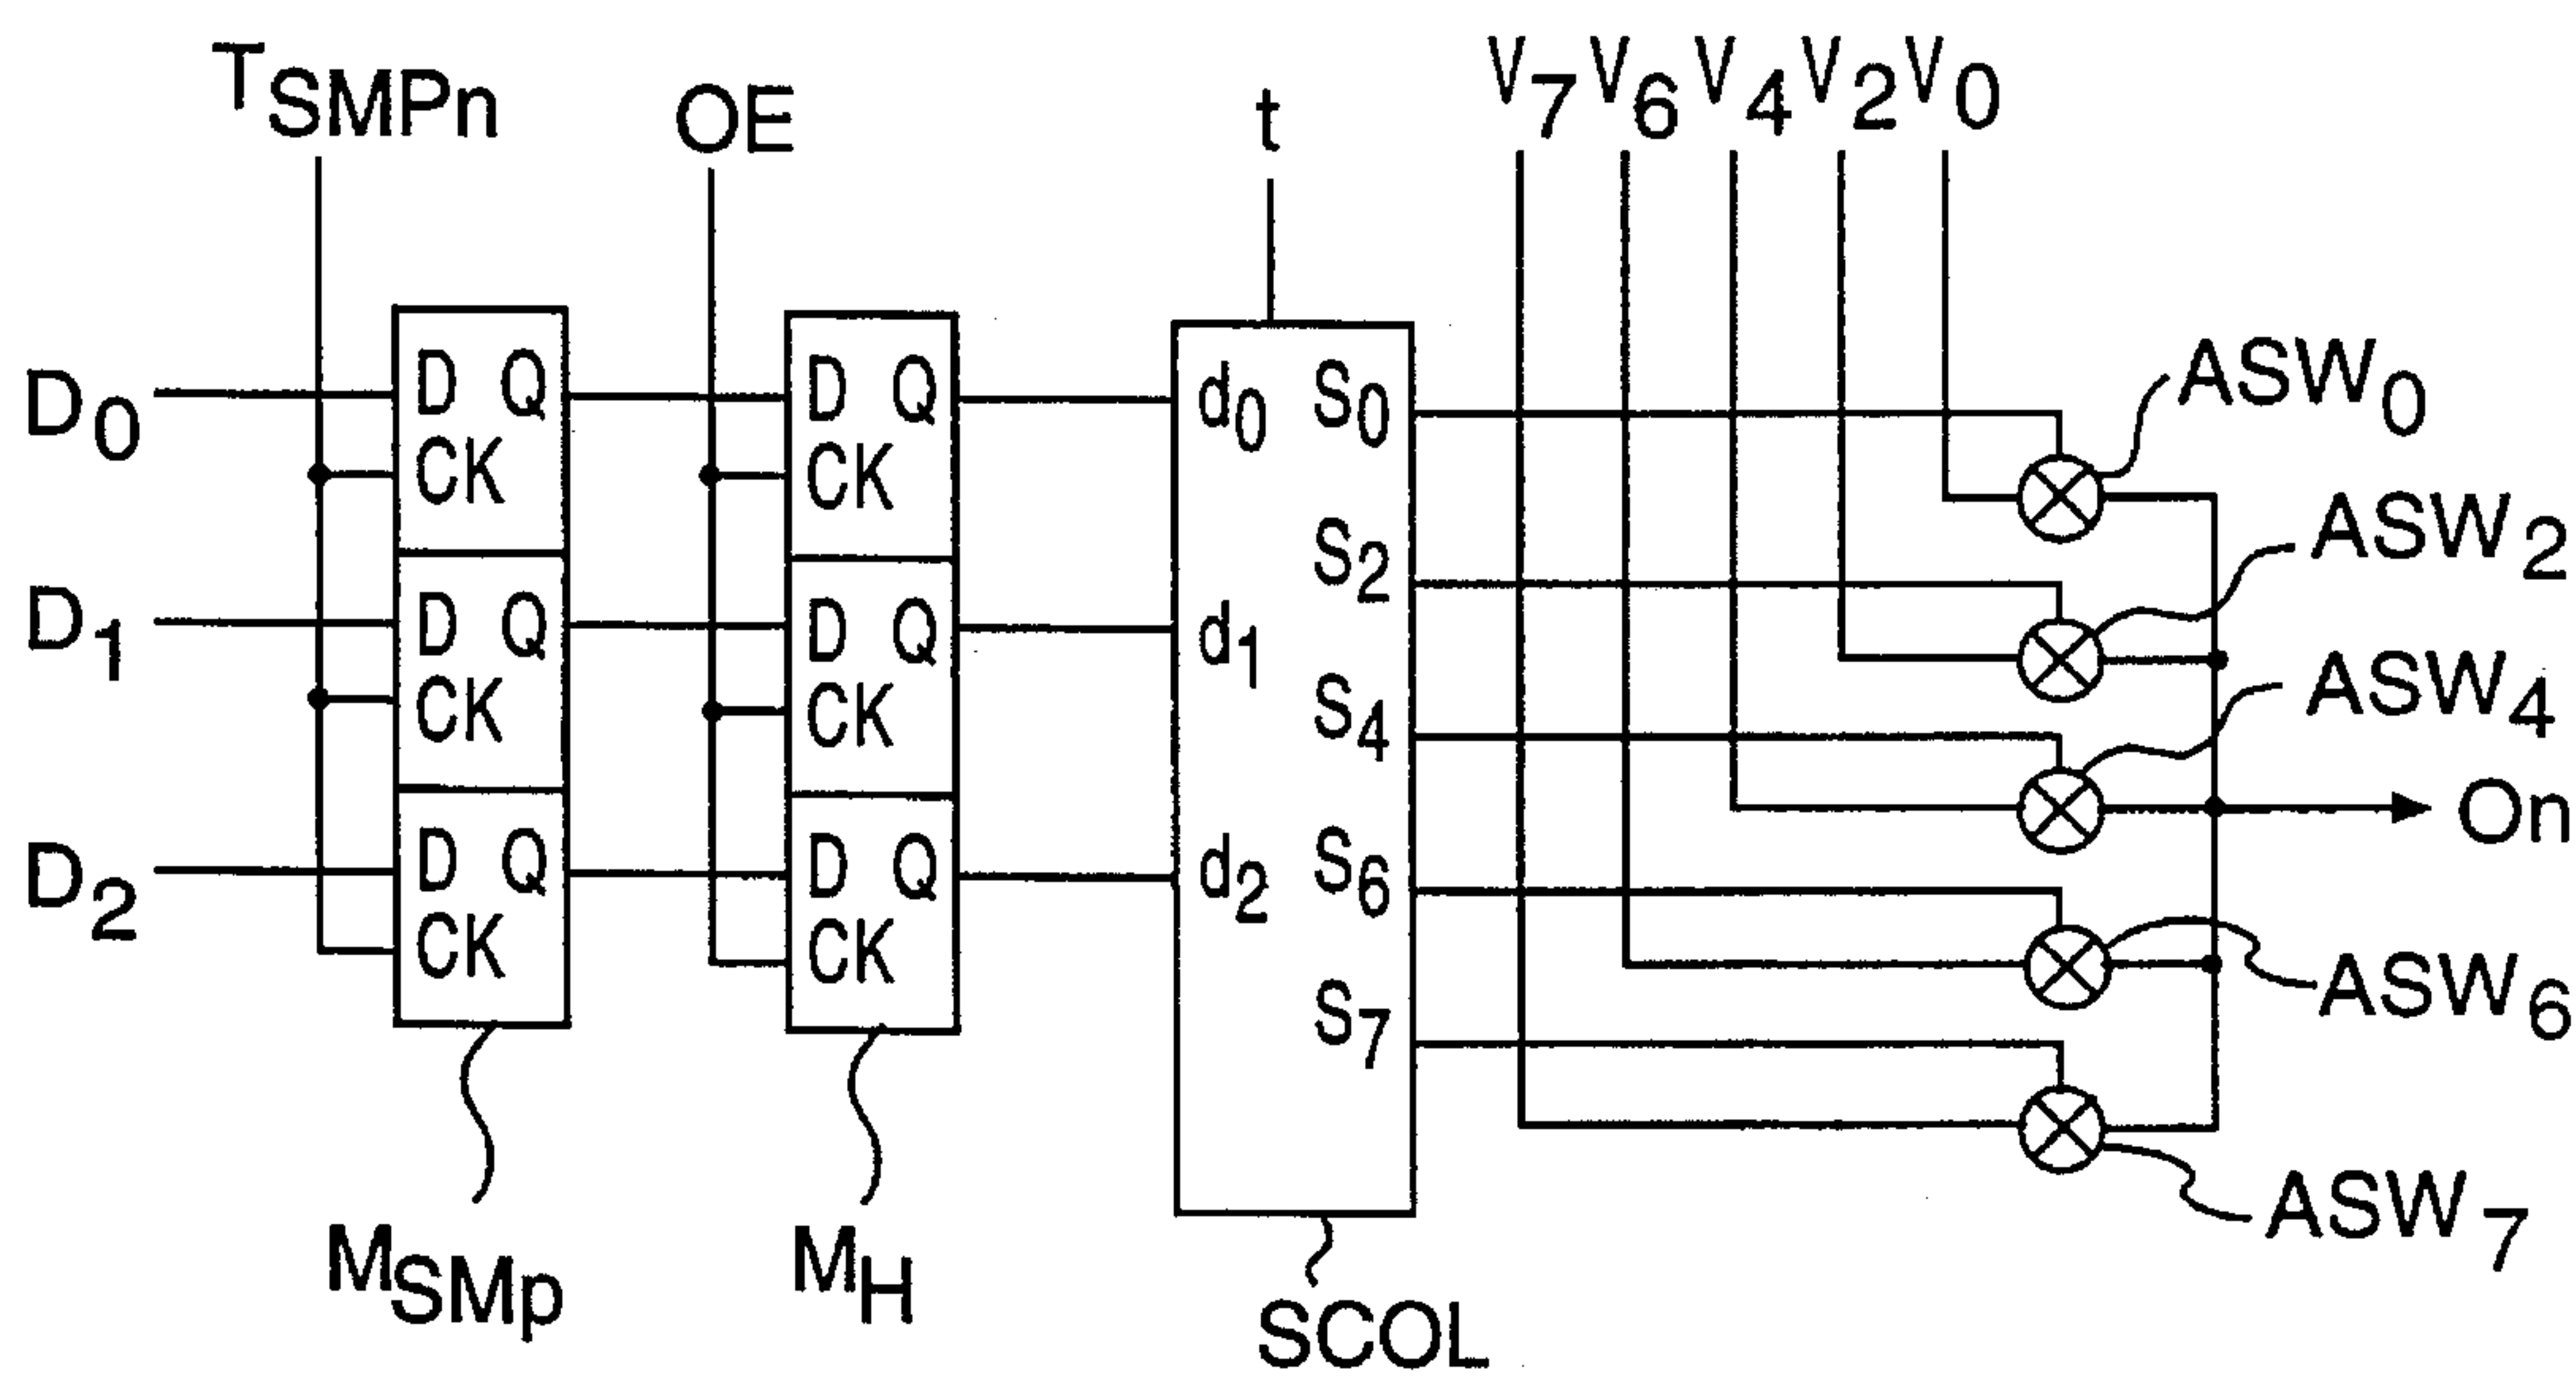 TSMPn OE t V7 V6 V4 V2 V0
D0 D Q D Q d0 S0 ASW0
CK CK
S2 ASW2
D1 D Q D Q d1
CK CK S4 ASW4
On
D2 D Q D Q d2 S6
CK CK ASW6
S7
ASW7
MSMp MH SCOL